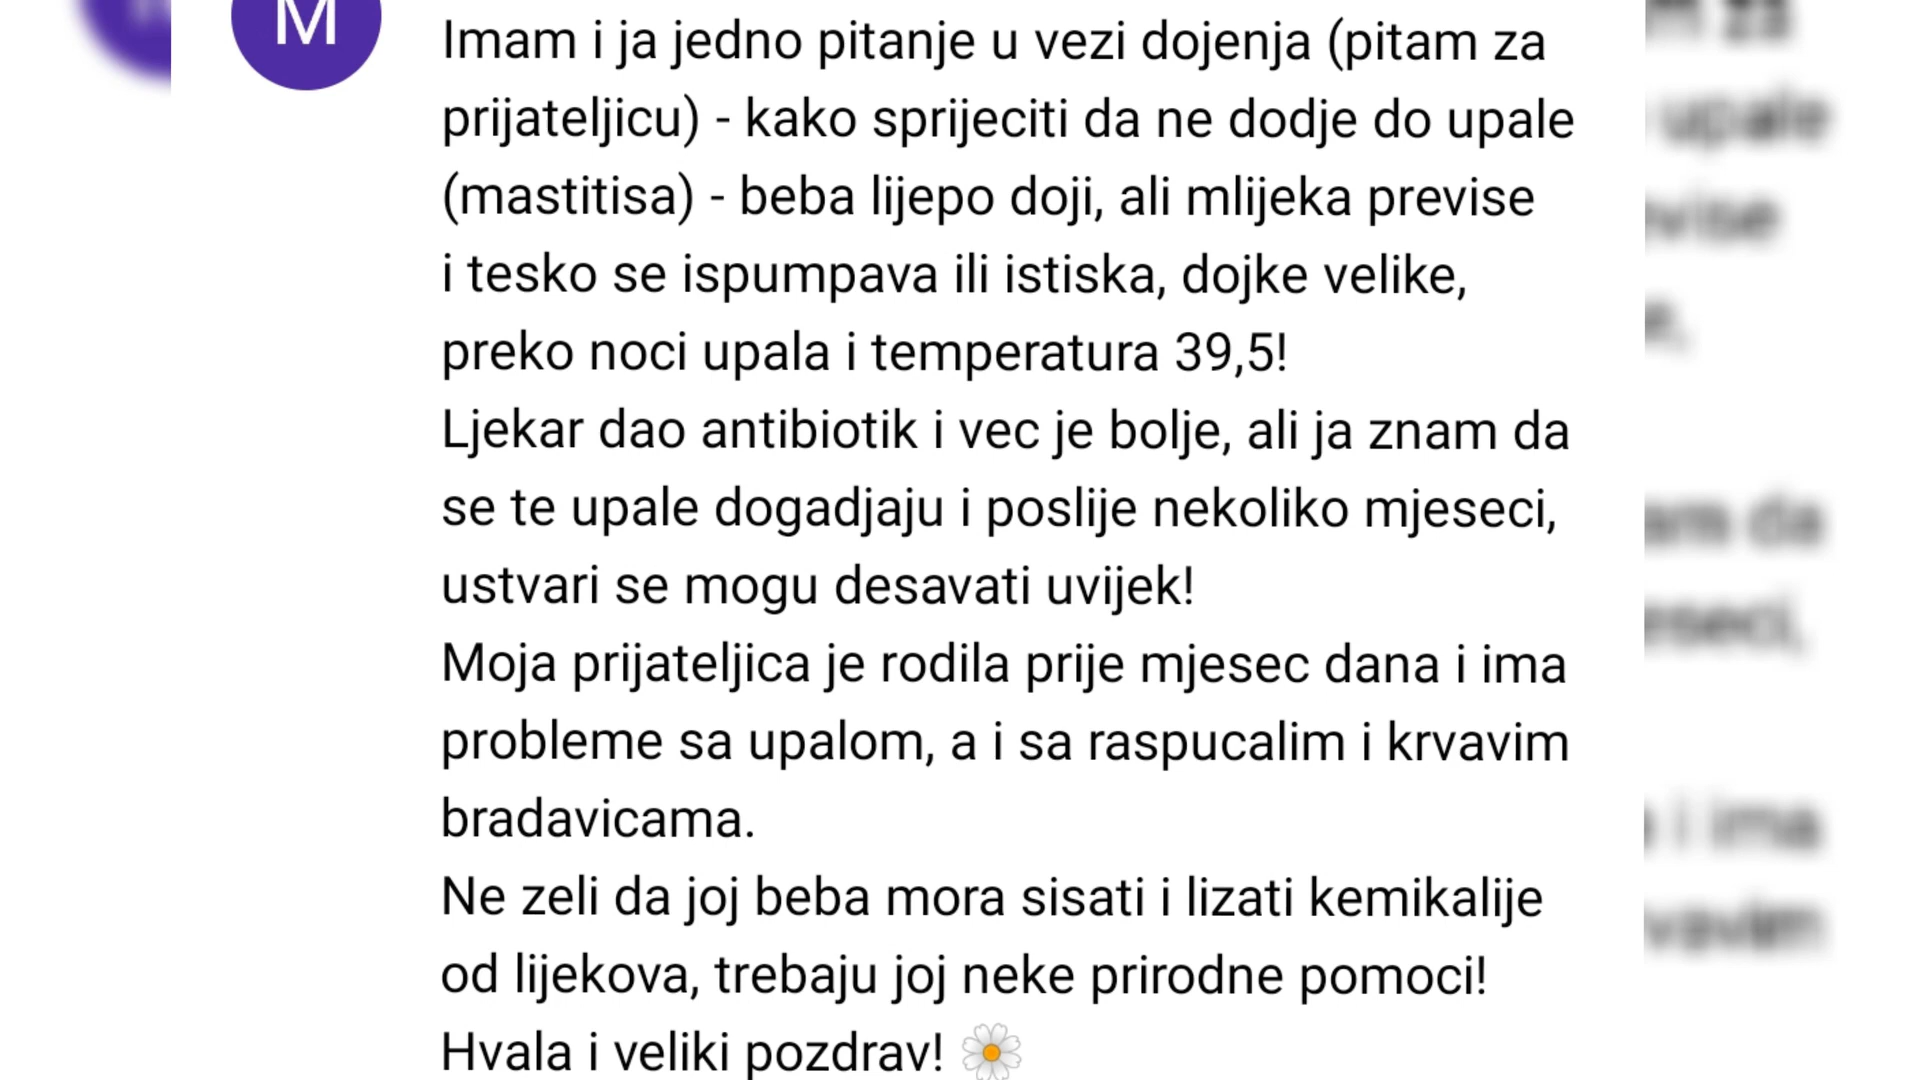 M
Imam i ja jedno pitanje u vezi dojenja (pitam za
prijateljicu) - kako sprijeciti da ne dodje do upale
(mastitisa) - beba lijepo doji, ali mlijeka previse
i tesko se ispumpava ili istiska, dojke velike,
preko noci upala i temperatura 39,5!
Ljekar dao antibiotik i vec je bolje, ali ja znam da
se te upale dogadjaju i poslije nekoliko mjeseci,
ustvari se mogu desavati uvijek!
Moja prijateljica je rodila prije mjesec dana i ima
probleme sa upalom, a i sa raspucalim i krvavim
bradavicama.
Ne zeli da joj beba mora sisati i lizati kemikalije
od lijekova, trebaju joj neke prirodne pomoci!
Hvala i veliki pozdrav!